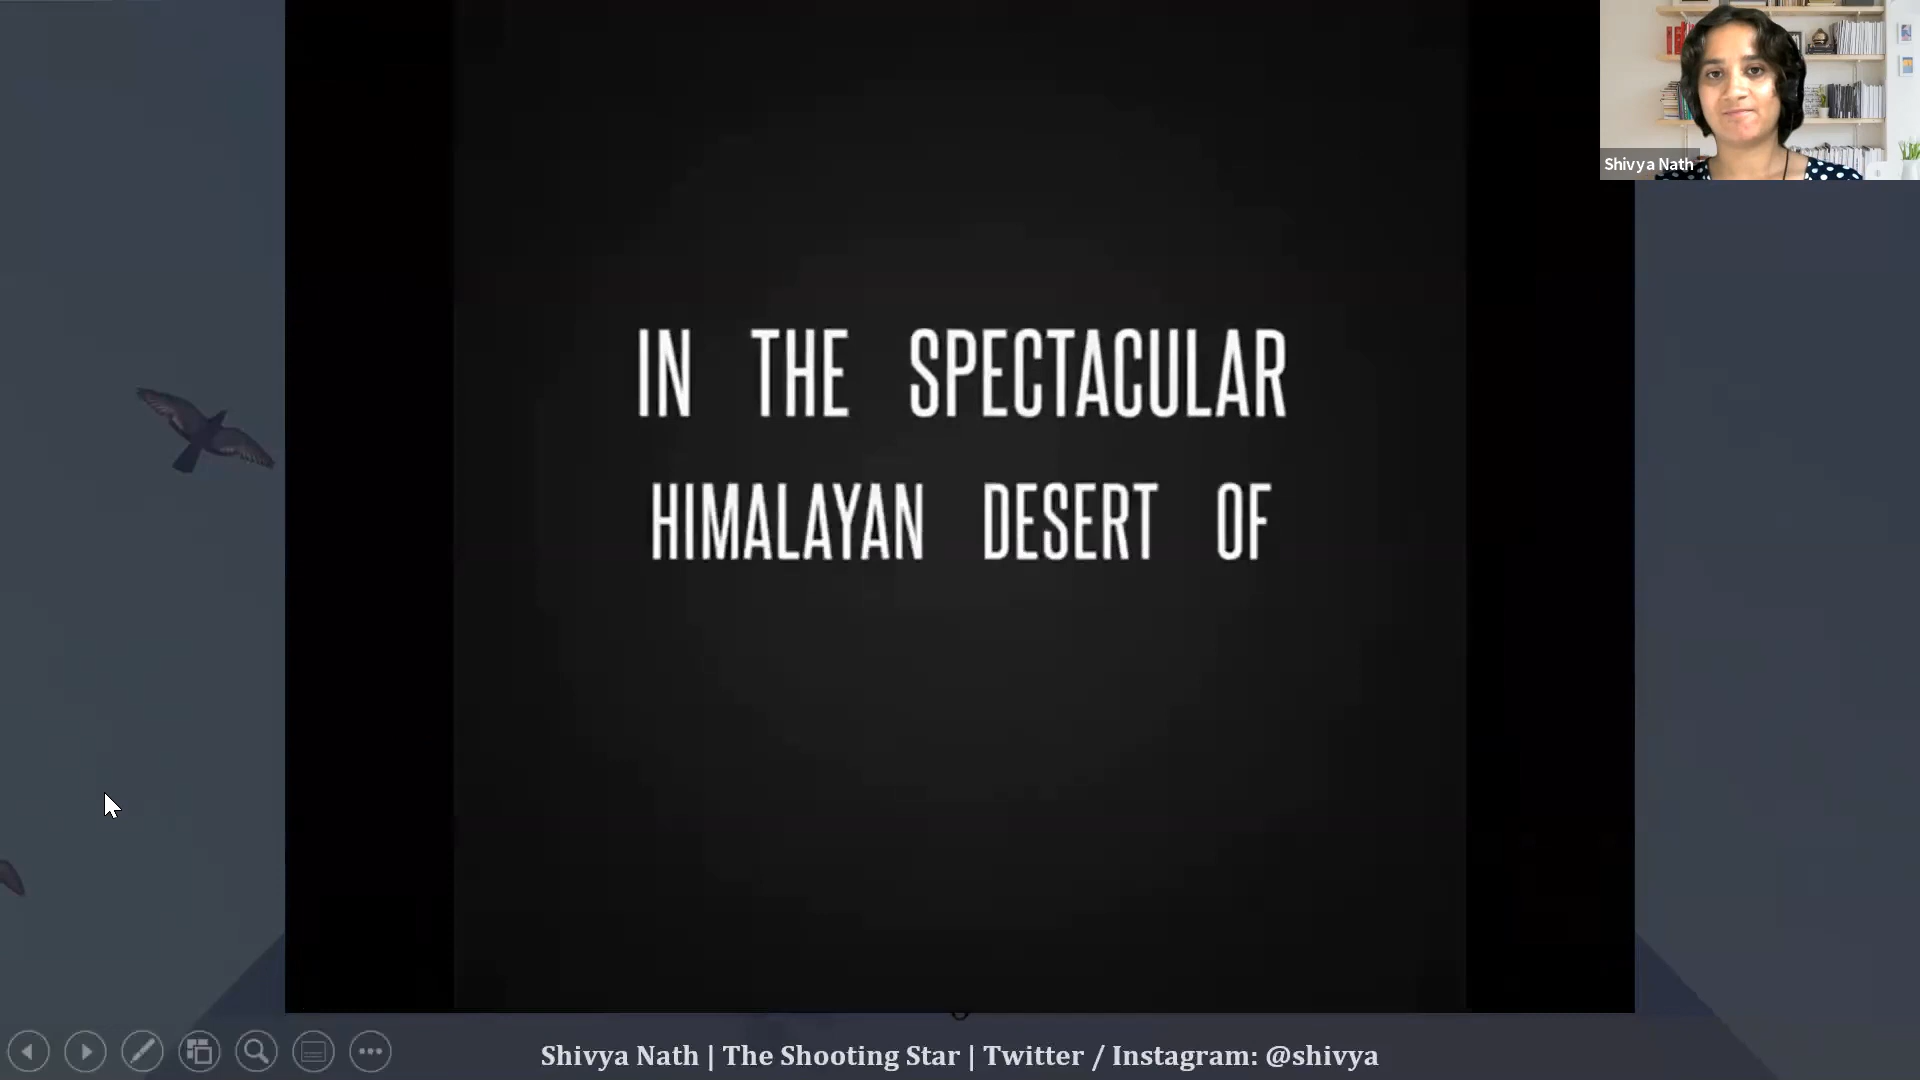 IN THE SPECTACULAR
HIMALAYAN DESERT OF
Shivya Nath
Shivya Nath | The Shooting Star | Twitter / Instagram: @shivya